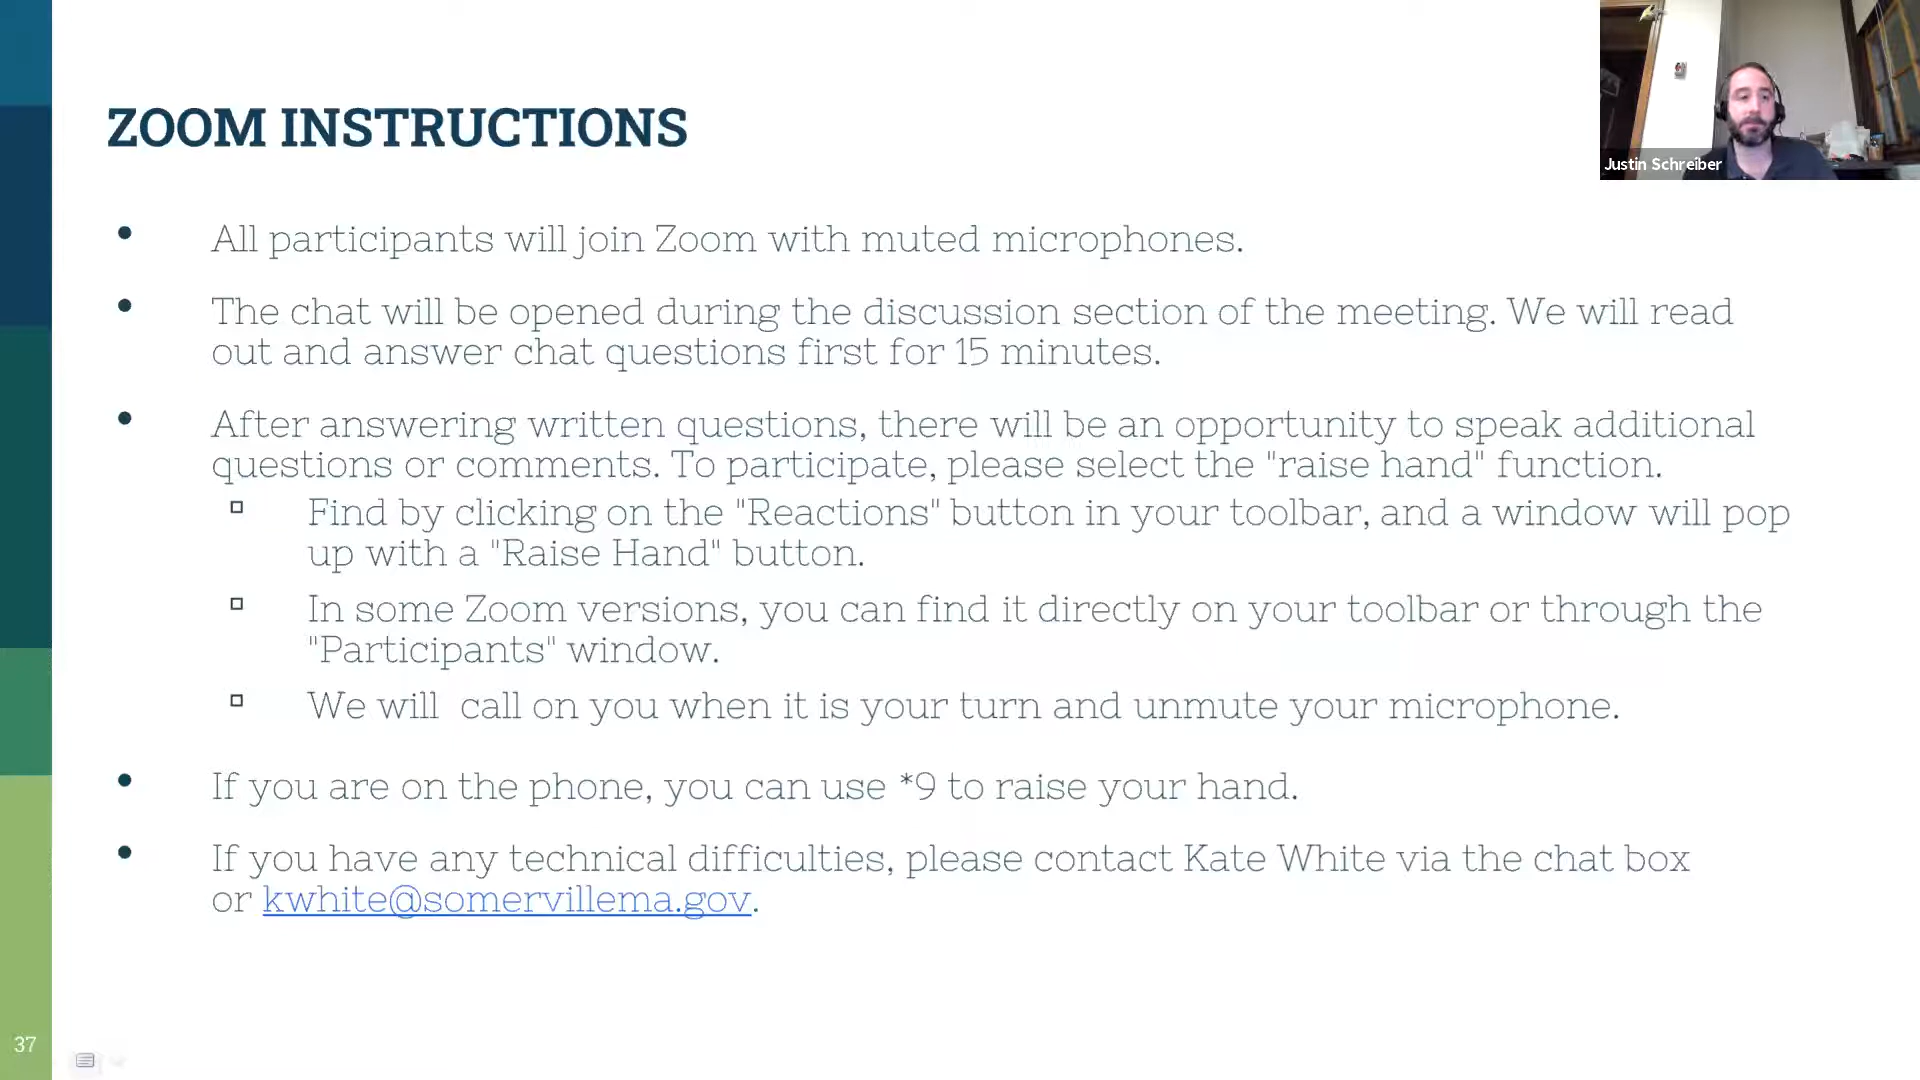 ZOOM INSTRUCTIONS
Justin Schreiber
• All participants will join Zoom with muted microphones.
• The chat will be opened during the discussion section of the meeting. We will read
out and answer chat questions first for 15 minutes.
• After answering written questions, there will be an opportunity to speak additional
questions or comments. To participate, please select the "raise hand" function.
▫ Find by clicking on the "Reactions" button in your toolbar, and a window will pop
up with a "Raise Hand" button.
▫ In some Zoom versions, you can find it directly on your toolbar or through the
"Participants" window.
▫ We will  call on you when it is your turn and unmute your microphone.
• If you are on the phone, you can use *9 to raise your hand.
• If you have any technical difficulties, please contact Kate White via the chat box
or kwhite@somervillema.gov.
37